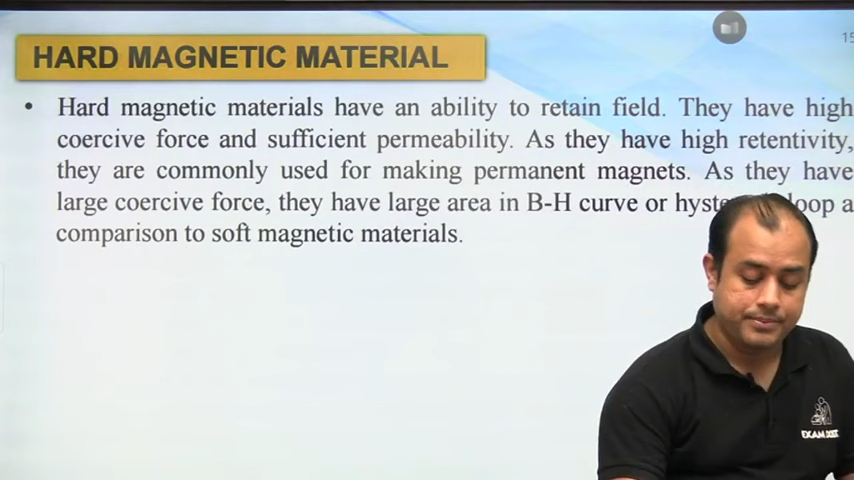 15
HARD MAGNETIC MATERIAL
• Hard magnetic materials have an ability to retain field. They have high
coercive force and sufficient permeability. As they have high retentivity,
they are commonly used for making permanent magnets. As they have
large coercive force, they have large area in B-H curve or loop a
comparison to soft magnetic materials.